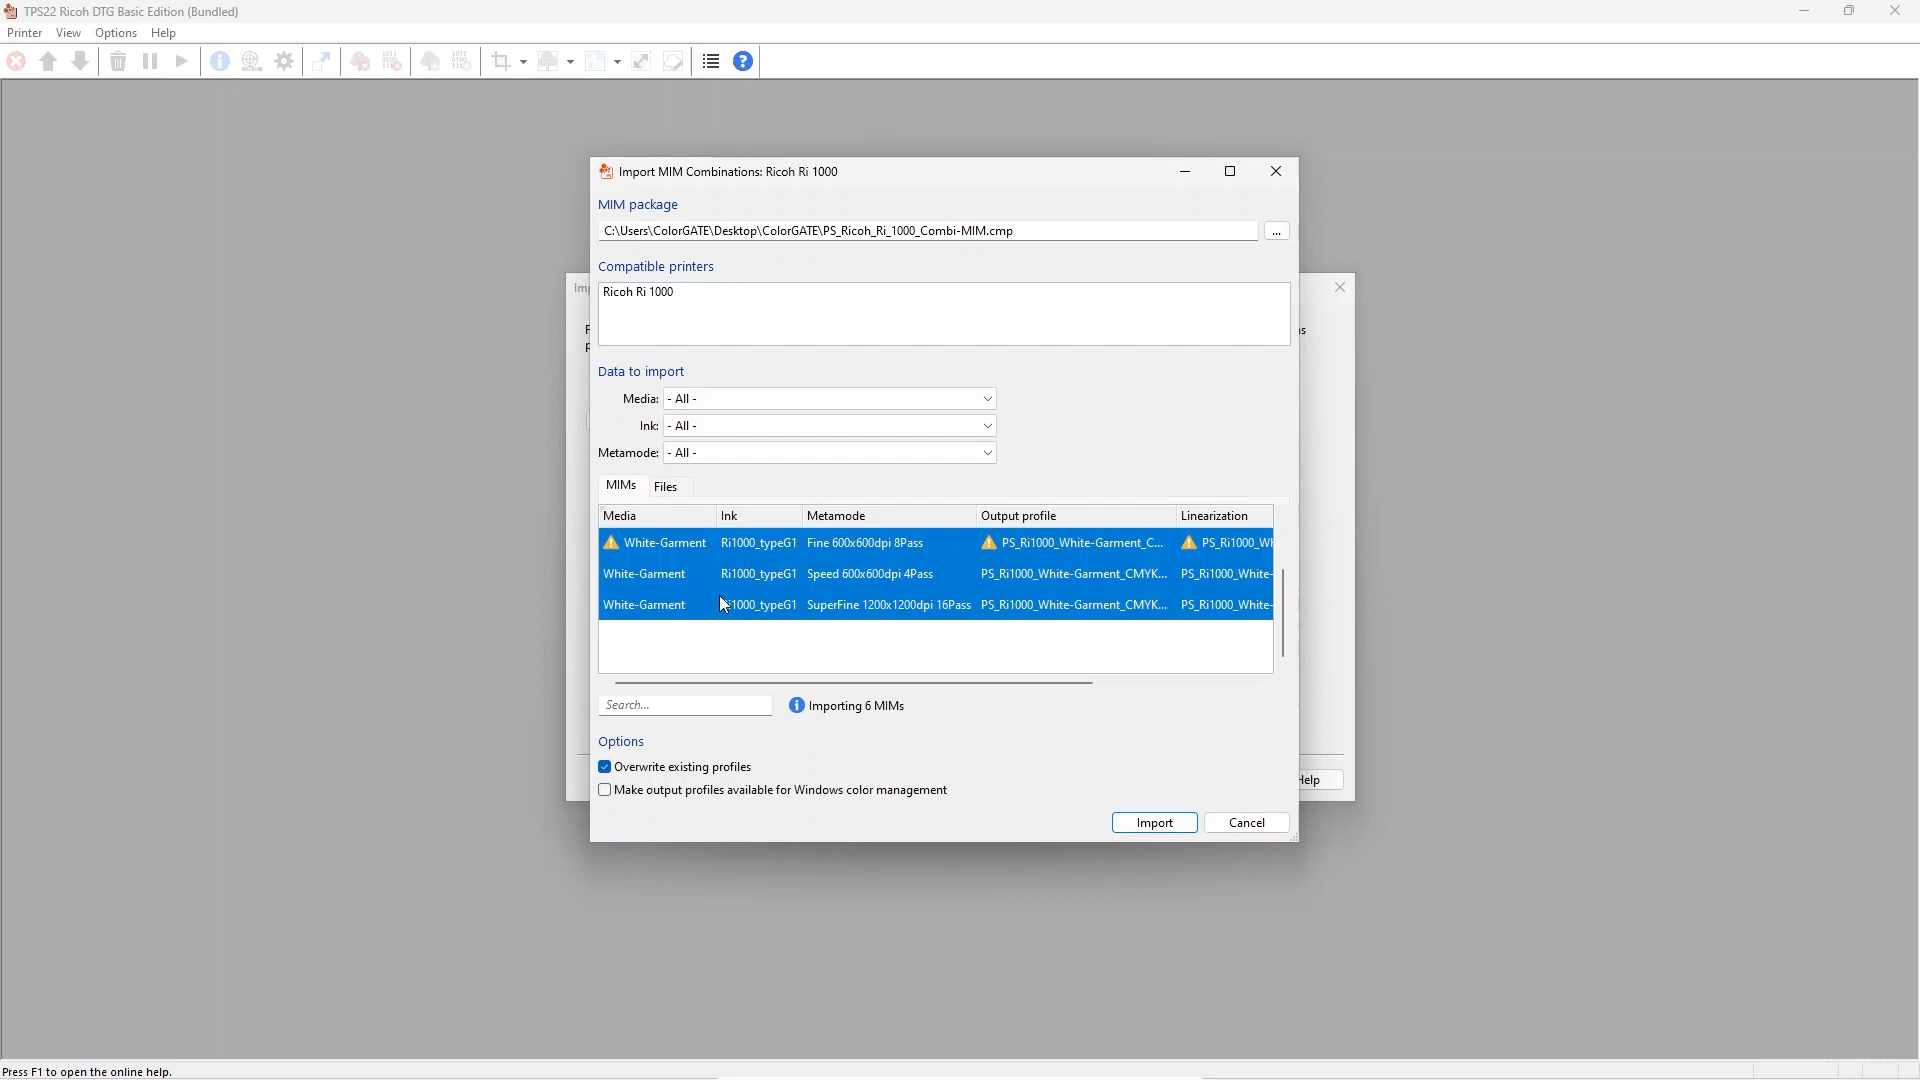 TPS22 Ricoh DTG Basic Edition (Bundled)
Printer View Options Help
Import MIM Combinations: Ricoh Ri 1000
MIM package
C:\Users\ColorGATE\Desktop\ColorGATE\PS_Ricoh_Ri_1000_Combi-MIM.cmp
...
Compatible printers
Ricoh Ri 1000
Data to import
Media: - All -
Ink: - All -
Metamode: - All -
MIMs Files
Media Ink Metamode Output profile Linearization
White-Garment Ri1000_typeG1 Fine 600x600dpi 8Pass PS_Ri1000_White-Garment_C... PS_Ri1000_Wh
White-Garment Ri1000_typeG1 Speed 600x600dpi 4Pass PS_Ri1000_White-Garment_CMYK... PS_Ri1000_White-
White-Garment i1000_typeG1 SuperFine 1200x1200dpi 16Pass PS_Ri1000_White-Garment_CMYK... PS_Ri1000_White-
Search... Importing 6 MIMs
Options
Overwrite existing profiles
Help
Make output profiles available for Windows color management
Import Cancel
Press F1 to open the online help.